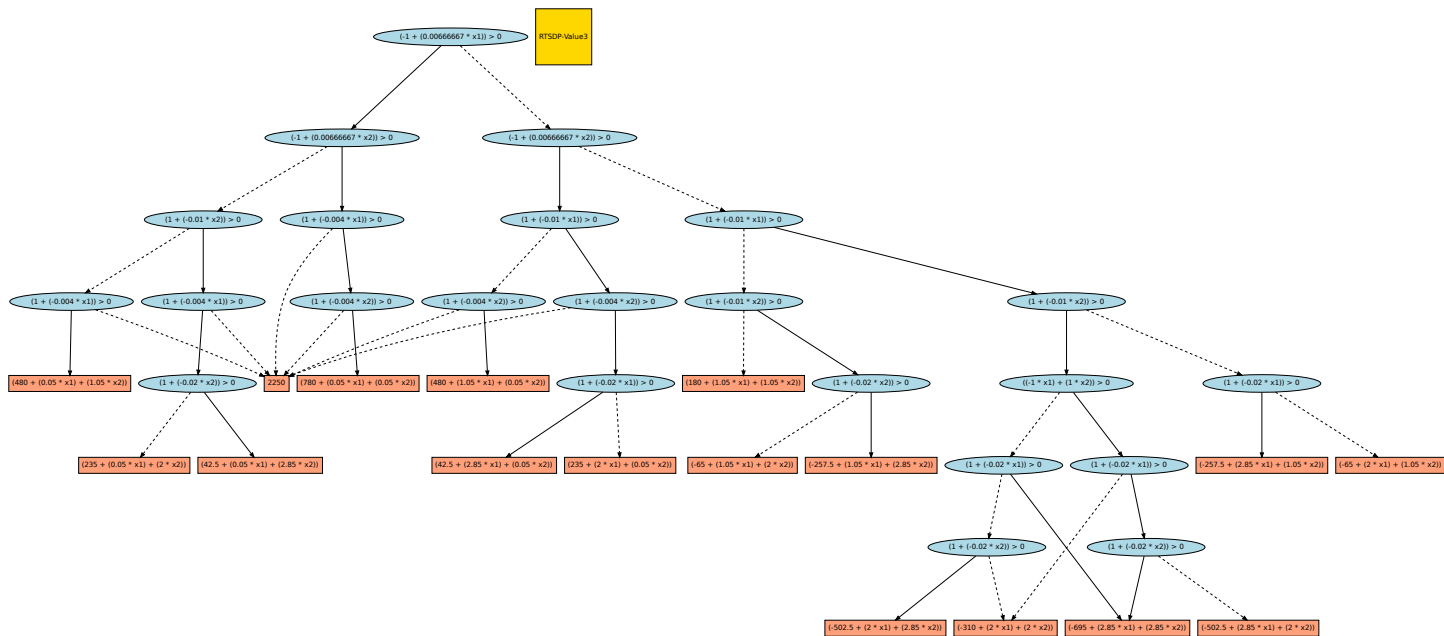 (-1 + (0.00666667 * x1)) > 0
RTSDP-Value3
(-1 + (0.00666667 * x2)) > 0
(-1 + (0.00666667 * x2)) > 0
(1 + (-0.01 * x2)) > 0
(1 + (-0.004 * x1)) > 0
(1 + (-0.01 * x1)) > 0
(1 + (-0.01 * x1)) > 0
(1 + (-0.004 * x1)) > 0
(1 + (-0.004 * x1)) > 0
(1 + (-0.004 * x2)) > 0
(1 + (-0.004 * x2)) > 0
(1 + (-0.004 * x2)) > 0
(1 + (-0.01 * x2)) > 0
(1 + (-0.01 * x2)) > 0
(480 + (0.05 * x1) + (1.05 * x2))
(1 + (-0.02 * x2)) > 0
2250
(780 + (0.05 * x1) + (0.05 * x2))
(480 + (1.05 * x1) + (0.05 * x2))
(1 + (-0.02 * x1)) > 0
(180 + (1.05 * x1) + (1.05 * x2))
(1 + (-0.02 * x2)) > 0
((-1 * x1) + (1 * x2)) > 0
(1 + (-0.02 * x1)) > 0
(235 + (0.05 * x1) + (2 * x2))
(42.5 + (0.05 * x1) + (2.85 * x2))
(42.5 + (2.85 * x1) + (0.05 * x2))
(235 + (2 * x1) + (0.05 * x2))
(-65 + (1.05 * x1) + (2 * x2))
(-257.5 + (1.05 * x1) + (2.85 * x2))
(1 + (-0.02 * x1)) > 0
(1 + (-0.02 * x1)) > 0
(-257.5 + (2.85 * x1) + (1.05 * x2))
(-65 + (2 * x1) + (1.05 * x2))
(1 + (-0.02 * x2)) > 0
(1 + (-0.02 * x2)) > 0
(-502.5 + (2 * x1) + (2.85 * x2))
(-310 + (2 * x1) + (2 * x2))
(-695 + (2.85 * x1) + (2.85 * x2))
(-502.5 + (2.85 * x1) + (2 * x2))